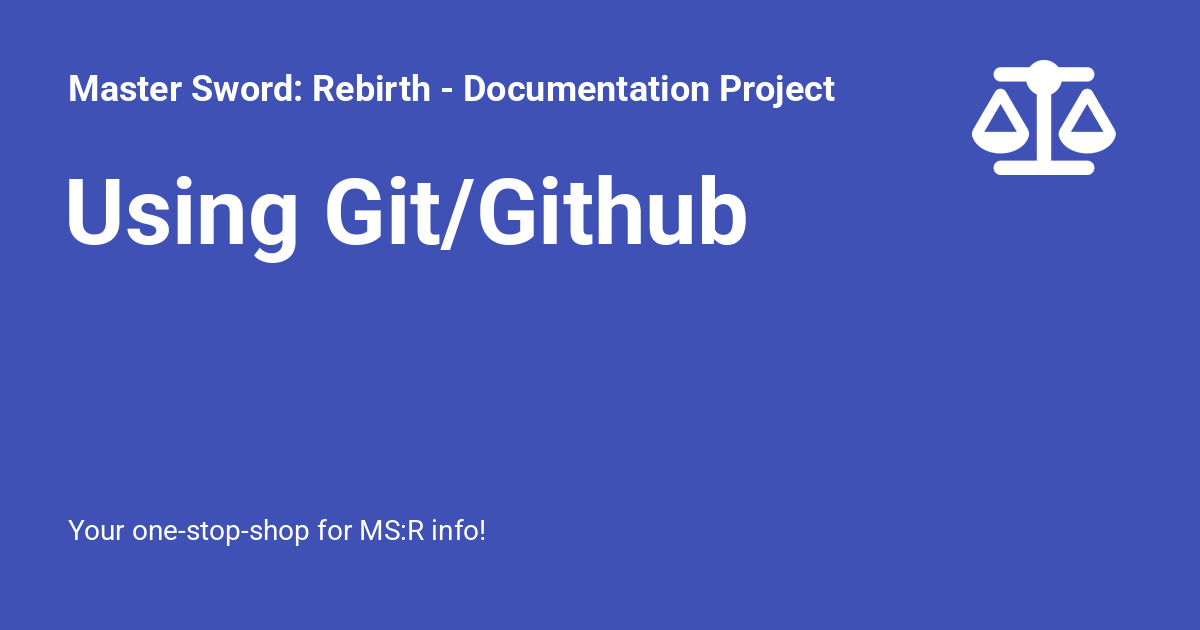 Master Sword: Rebirth - Documentation Project
Using Git/Github
Your one-stop-shop for MS:R info!